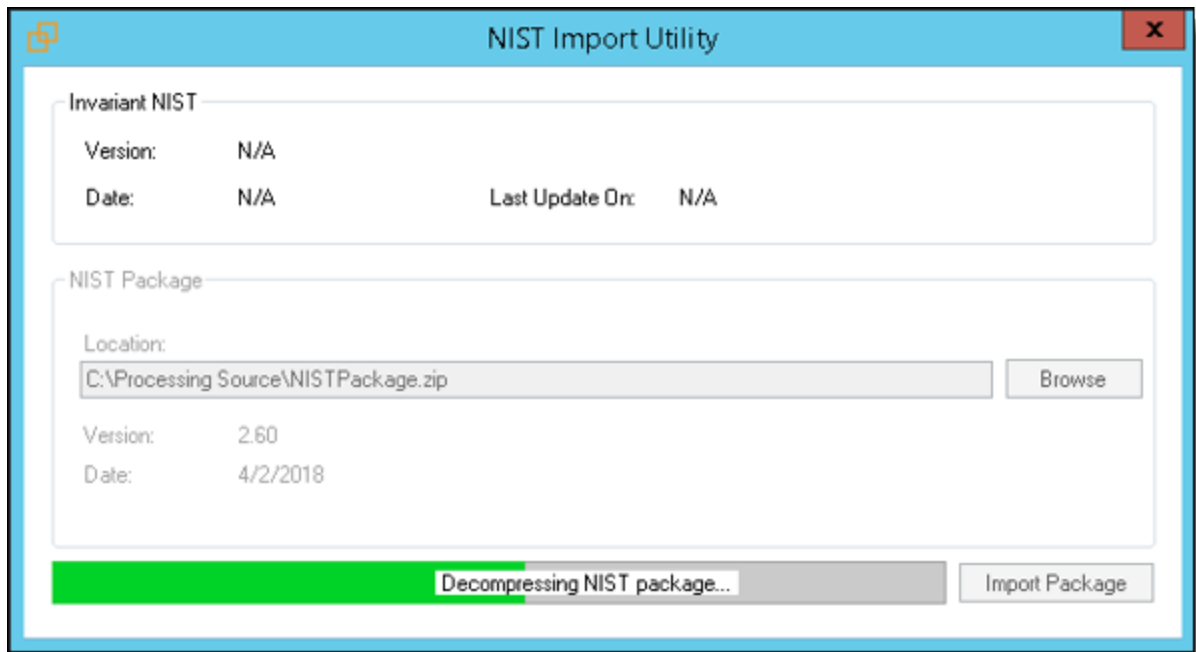 NIST Import Utility
x
Invariant NIST
Version: N/A
Date: N/A Last Update On: N/A
NIST Package
Location:
C:\Processing Source\NISTPackage.zip Browse
Version: 2.60
Date: 4/2/2018
Decompressing NIST package... Import Package